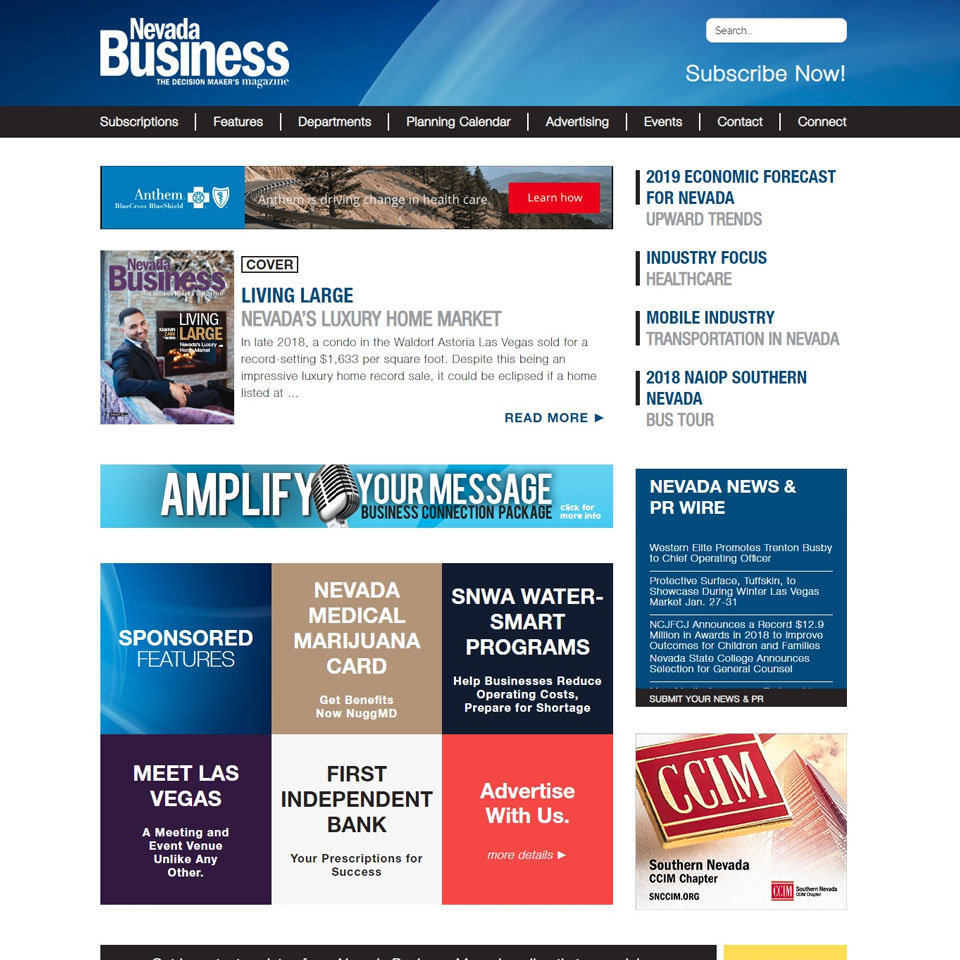 Nevada
Business
THE DECISION MAKER'S magazine
Search..
Subscribe Now!
Subscriptions
Features
Departments
Planning Calendar
Advertising
Events
Contact
Connect
Anthem.
BlueCross BlueShield
Anthem is driving change in health care.
Learn how
Nevada
Business
LIVING
LARGE
Nevada's Luxury
Home Market
COVER
LIVING LARGE
NEVADA'S LUXURY HOME MARKET
In late 2018, a condo in the Waldorf Astoria Las Vegas sold for a
record-setting $1,633 per square foot. Despite this being an
impressive luxury home record sale, it could be eclipsed if a home
listed at ...
READ MORE ►
2019 ECONOMIC FORECAST
FOR NEVADA
UPWARD TRENDS
INDUSTRY FOCUS
HEALTHCARE
MOBILE INDUSTRY
TRANSPORTATION IN NEVADA
2018 NAIOP SOUTHERN
NEVADA
BUS TOUR
AMPLIFY YOUR MESSAGE
BUSINESS CONNECTION PACKAGE
click for
more info
NEVADA NEWS &
PR WIRE
Western Elite Promotes Trenton Busby
to Chief Operating Officer
Protective Surface, Tuffskin, to
Showcase During Winter Las Vegas
Market Jan. 27-31
NCJFCJ Announces a Record $12.9
Million in Awards in 2018 to Improve
Outcomes for Children and Families
Nevada State College Announces
Selection for General Counsel
SUBMIT YOUR NEWS & PR
SPONSORED
FEATURES
NEVADA
MEDICAL
MARIJUANA
CARD
Get Benefits
Now NuggMD
SNWA WATER-
SMART
PROGRAMS
Help Businesses Reduce
Operating Costs,
Prepare for Shortage
MEET LAS
VEGAS
A Meeting and
Event Venue
Unlike Any
Other.
FIRST
INDEPENDENT
BANK
Your Prescriptions for
Success
Advertise
With Us.
more details ►
CCIM
Southern Nevada
CCIM Chapter
SNCCIM.ORG
CCIM
Southern Nevada
CCIM Chapter